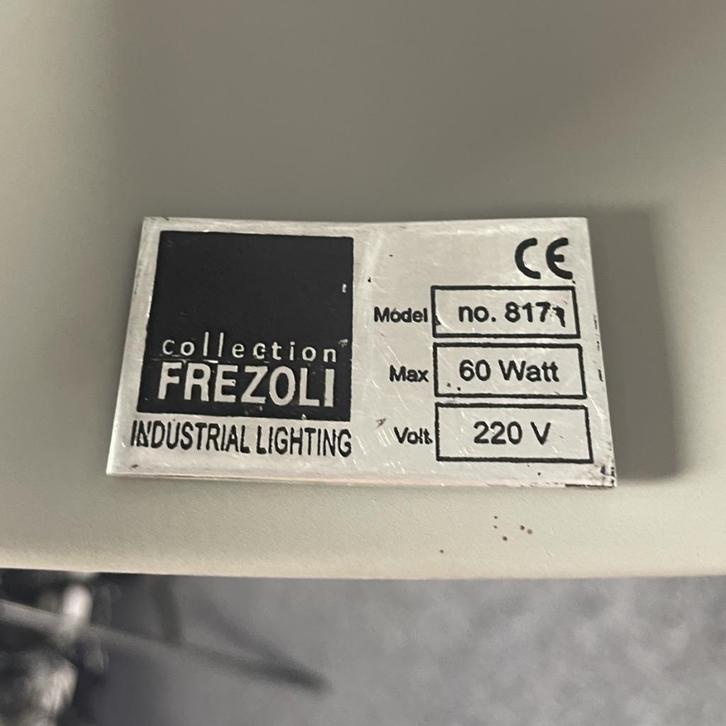 collection
FREZOLI
INDUSTRIAL LIGHTING
CE
Model no. 817
Max 60 Watt
Volt 220 V